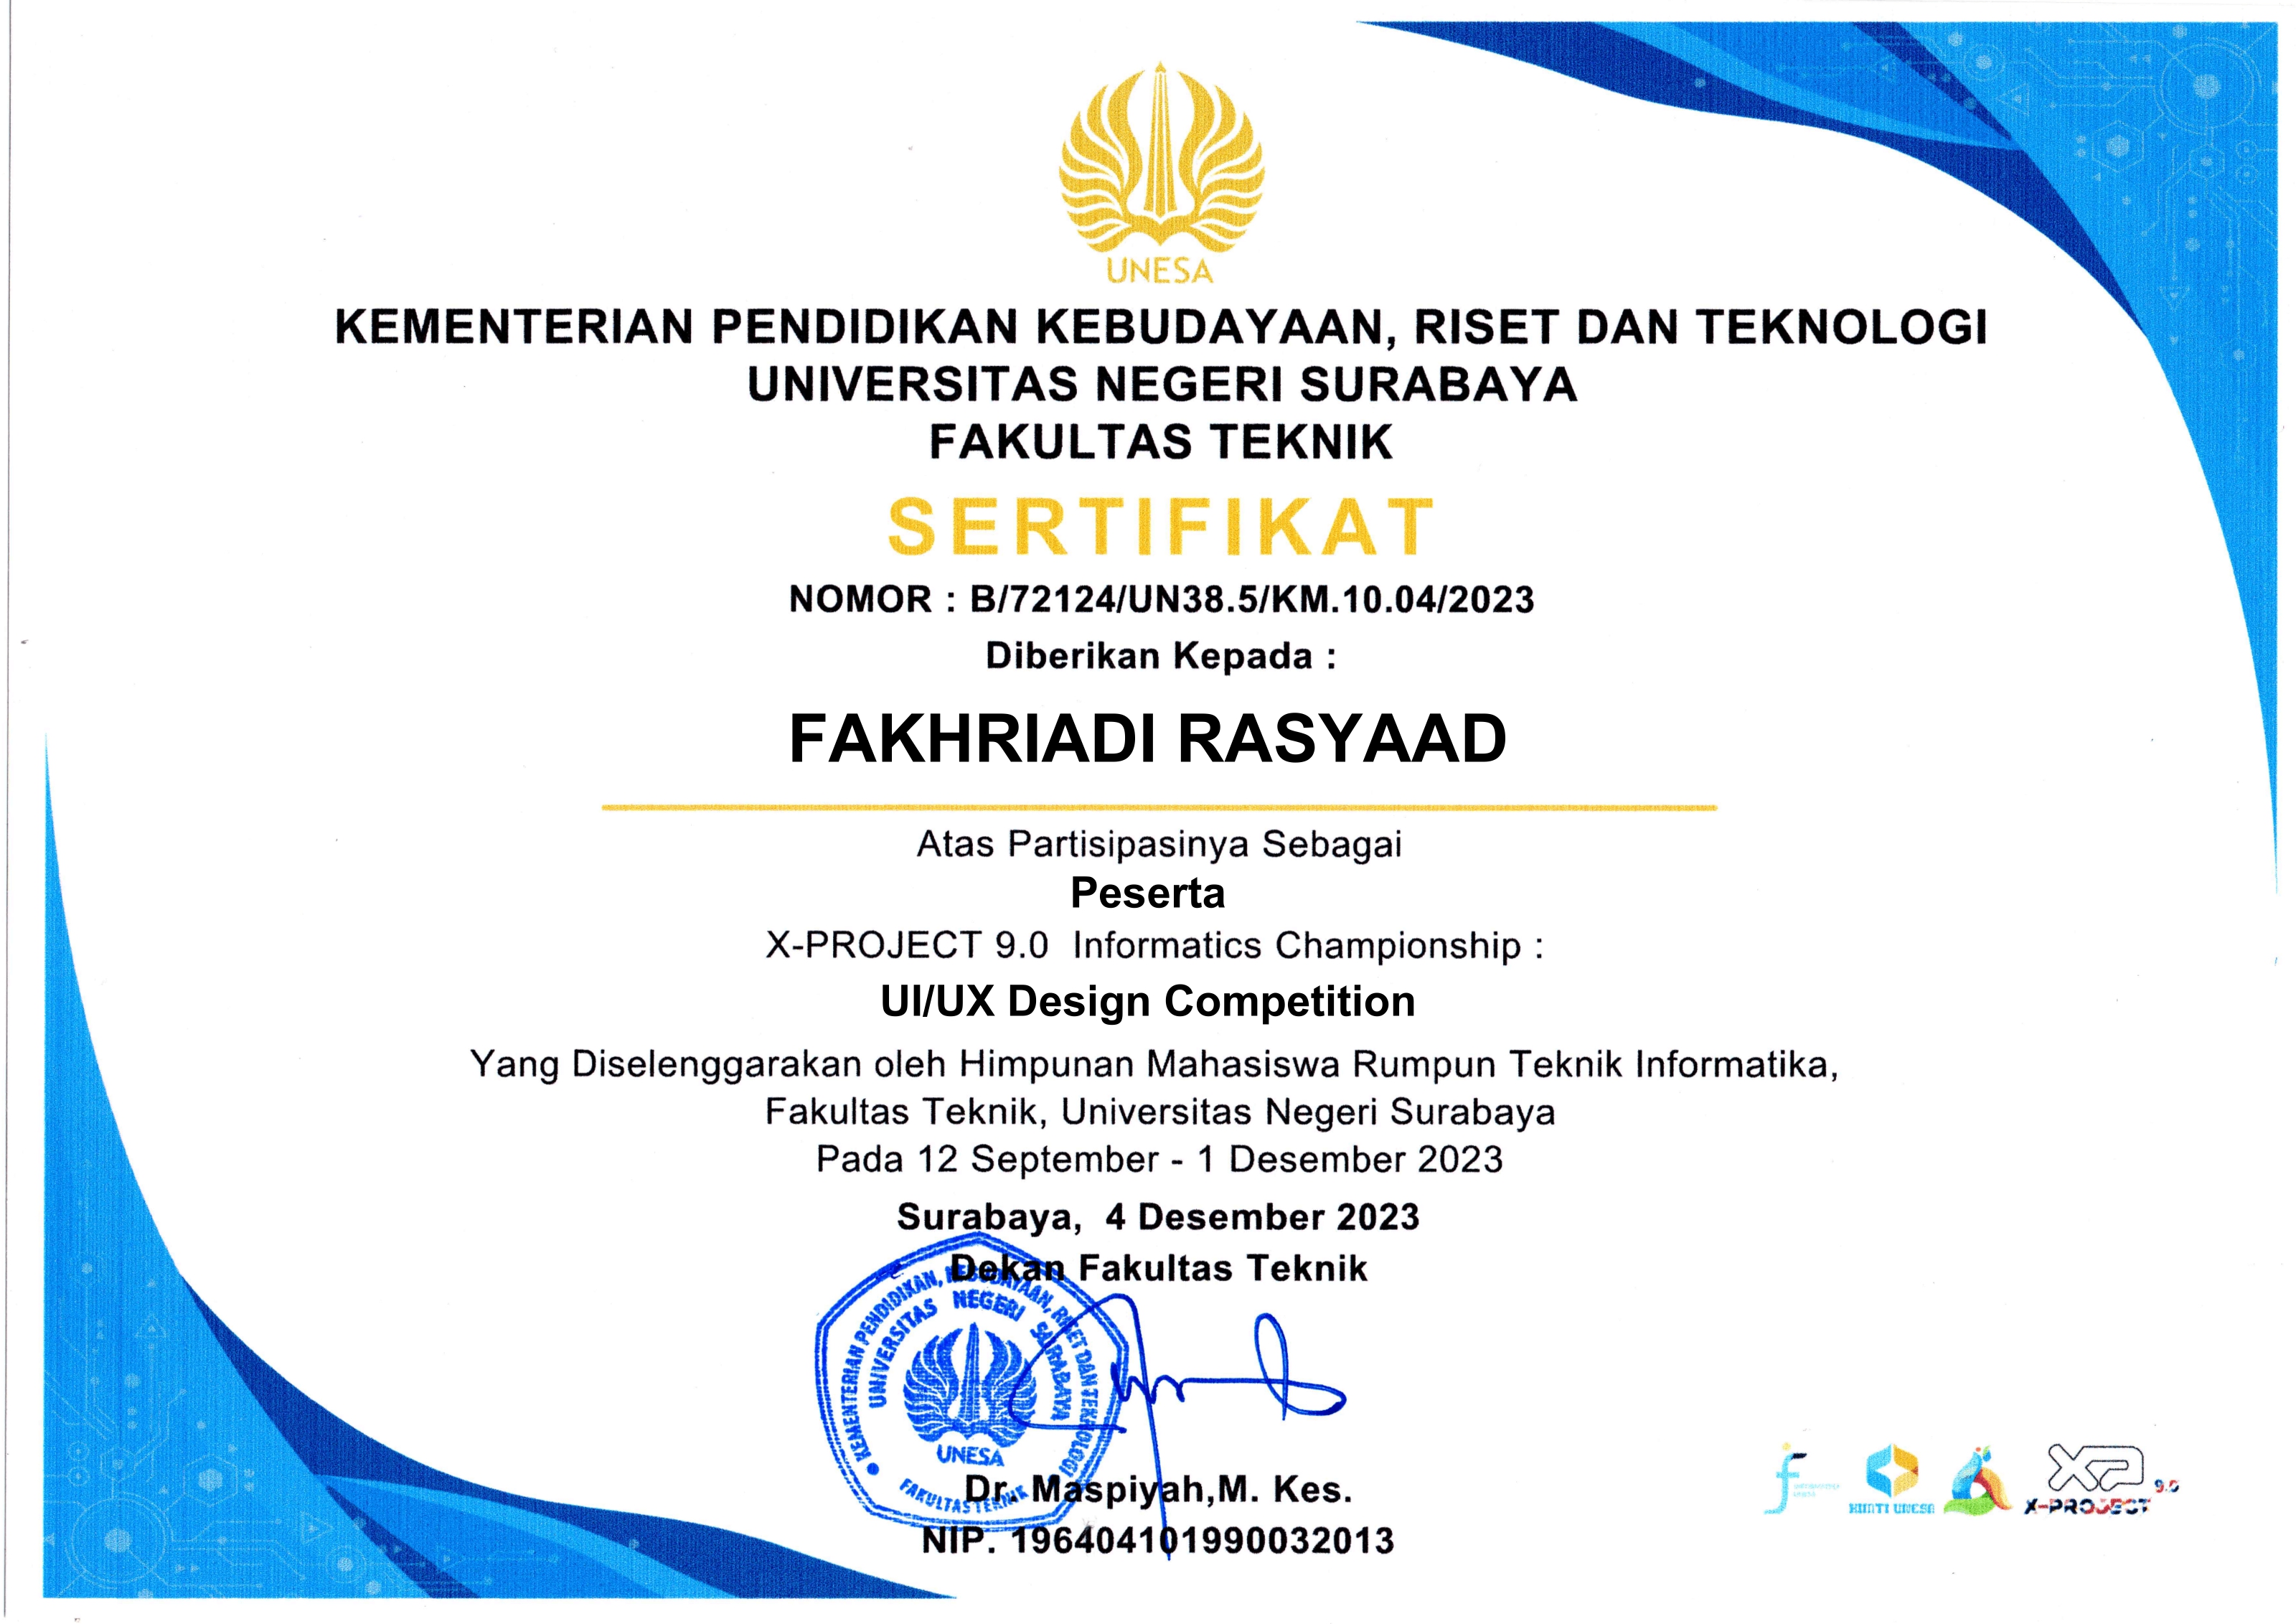 UNESA
KEMENTERIAN PENDIDIKAN KEBUDAYAAN, RISET DAN TEKNOLOGI
UNIVERSITAS NEGERI SURABAYA
FAKULTAS TEKNIK
SERTIFIKAT
NOMOR : B/72124/UN38.5/KM.10.04/2023
Diberikan Kepada :
FAKHRIADI RASYAAD
Atas Partisipasinya Sebagai
Peserta
X-PROJECT 9.0 Informatics Championship :
UI/UX Design Competition
Yang Diselenggarakan oleh Himpunan Mahasiswa Rumpun Teknik Informatika,
Fakultas Teknik, Universitas Negeri Surabaya
Pada 12 September - 1 Desember 2023
Surabaya, 4 Desember 2023
Dekan Fakultas Teknik
KEMENTERIAN PENDIDIKAN, KEBUDAYAAN, RISET DAN TEKNOLOGI
UNIVERSITAS NEGERI SURABAYA
UNESA
FAKULTAS TEKNIK
Dr. Maspiyah,M. Kes.
NIP. 196404101990032013
HIMTI UNESA
XP 9.0
X-PROJECT